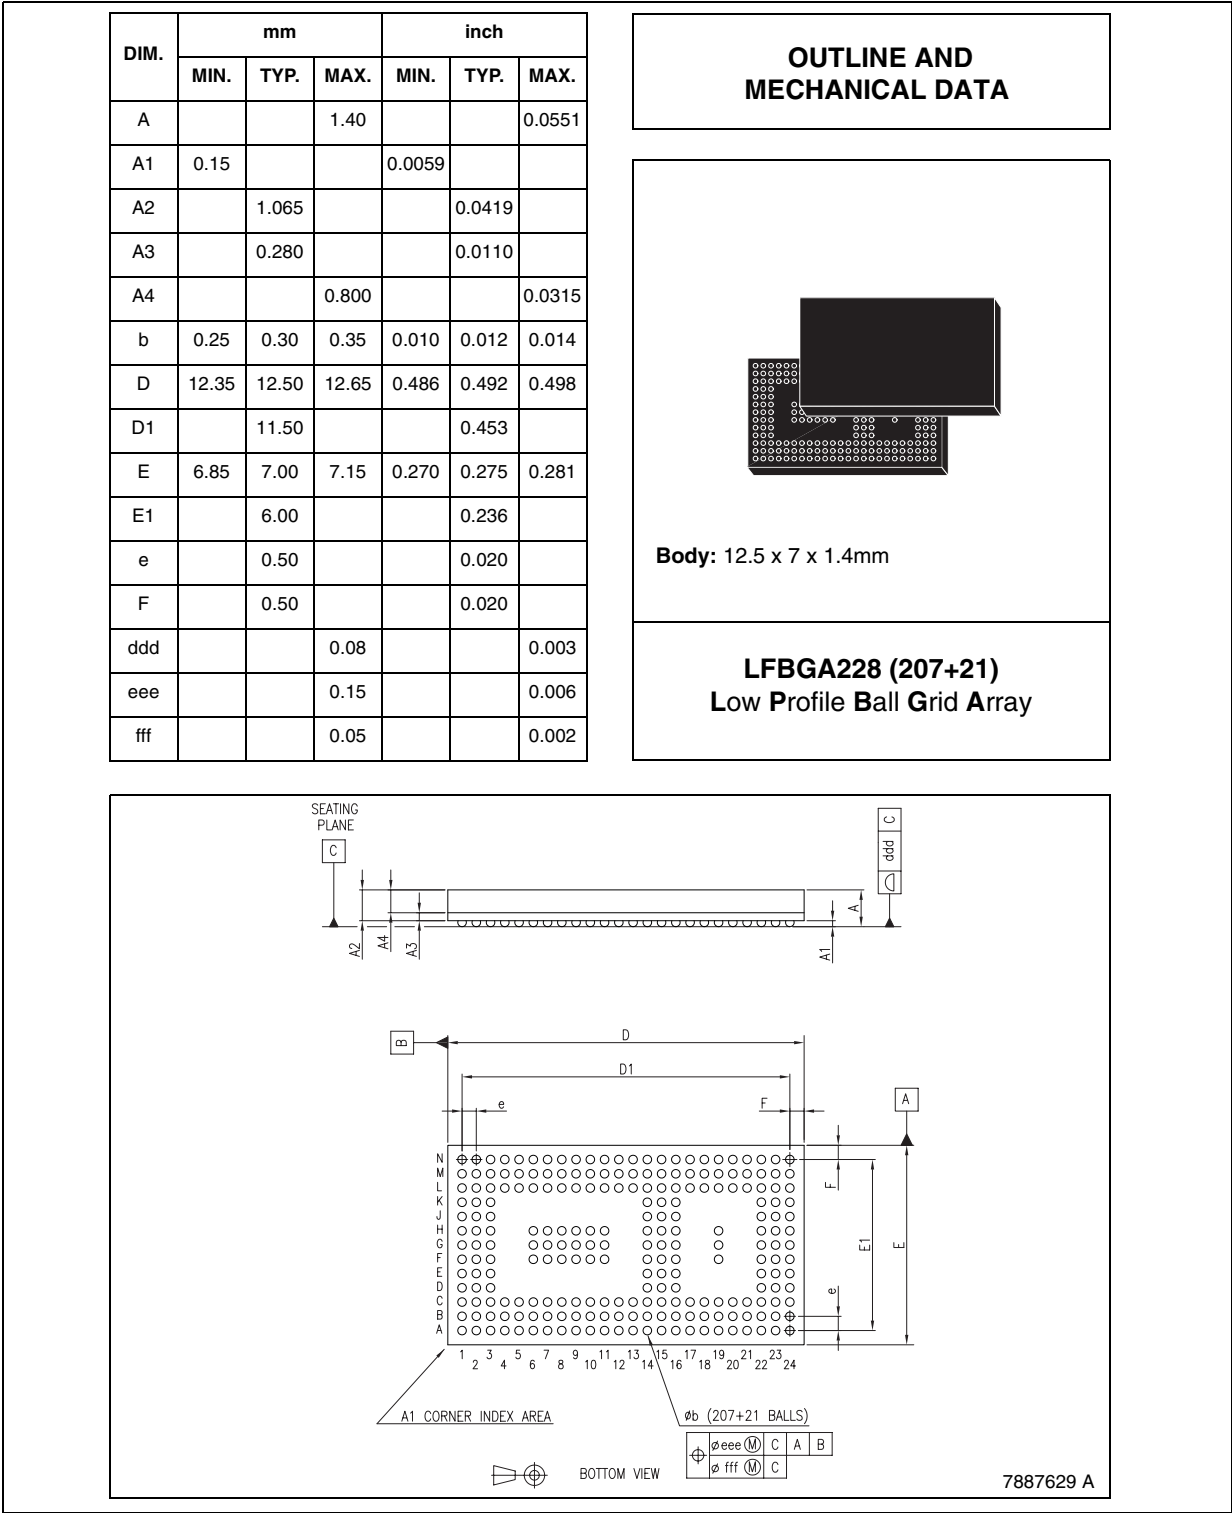 DIM. mm inch
MIN. TYP. MAX. MIN. TYP. MAX.
A 1.40 0.0551
A1 0.15 0.0059
A2 1.065 0.0419
A3 0.280 0.0110
A4 0.800 0.0315
b 0.25 0.30 0.35 0.010 0.012 0.014
D 12.35 12.50 12.65 0.486 0.492 0.498
D1 11.50 0.453
E 6.85 7.00 7.15 0.270 0.275 0.281
E1 6.00 0.236
e 0.50 0.020
F 0.50 0.020
ddd 0.08 0.003
eee 0.15 0.006
fff 0.05 0.002
OUTLINE AND
MECHANICAL DATA
Body: 12.5 x 7 x 1.4mm
LFBGA228 (207+21)
Low Profile Ball Grid Array
SEATING
PLANE
C
A2
A4
A3
A
A1
ddd C
B
D
D1
e
F
A
F
E1
E
e
N
M
L
K
J
H
G
F
E
D
C
B
A
1 2 3 4 5 6 7 8 9 10 11 12 13 14 15 16 17 18 19 20 21 22 23 24
A1 CORNER INDEX AREA
øb (207+21 BALLS)
ø eee Ⓜ C A B
ø fff Ⓜ C
BOTTOM VIEW
7887629 A